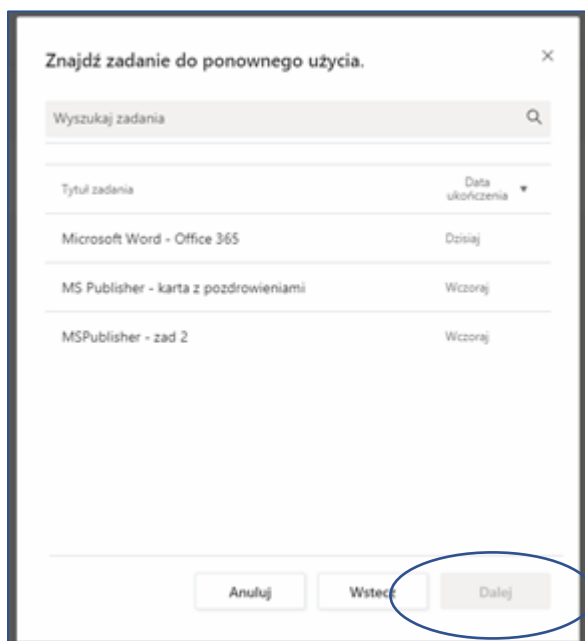 Znajdź zadanie do ponownego użycia.
Wyszukaj zadania
Tytuł zadania
Data
ukończenia
Microsoft Word - Office 365
Dzisiaj
MS Publisher - karta z pozdrowieniami
Wczoraj
MSPublisher - zad 2
Wczoraj
Anuluj
Wstecz
Dalej